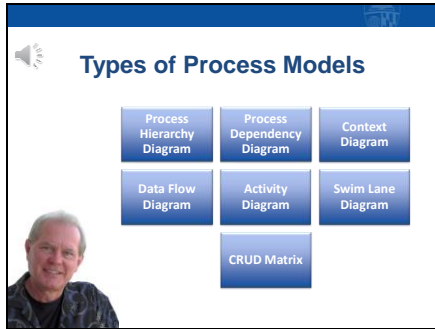 Types of Process Models
Process
Hierarchy
Diagram
Process
Dependency
Diagram
Context
Diagram
Data Flow
Diagram
Activity
Diagram
Swim Lane
Diagram
CRUD Matrix